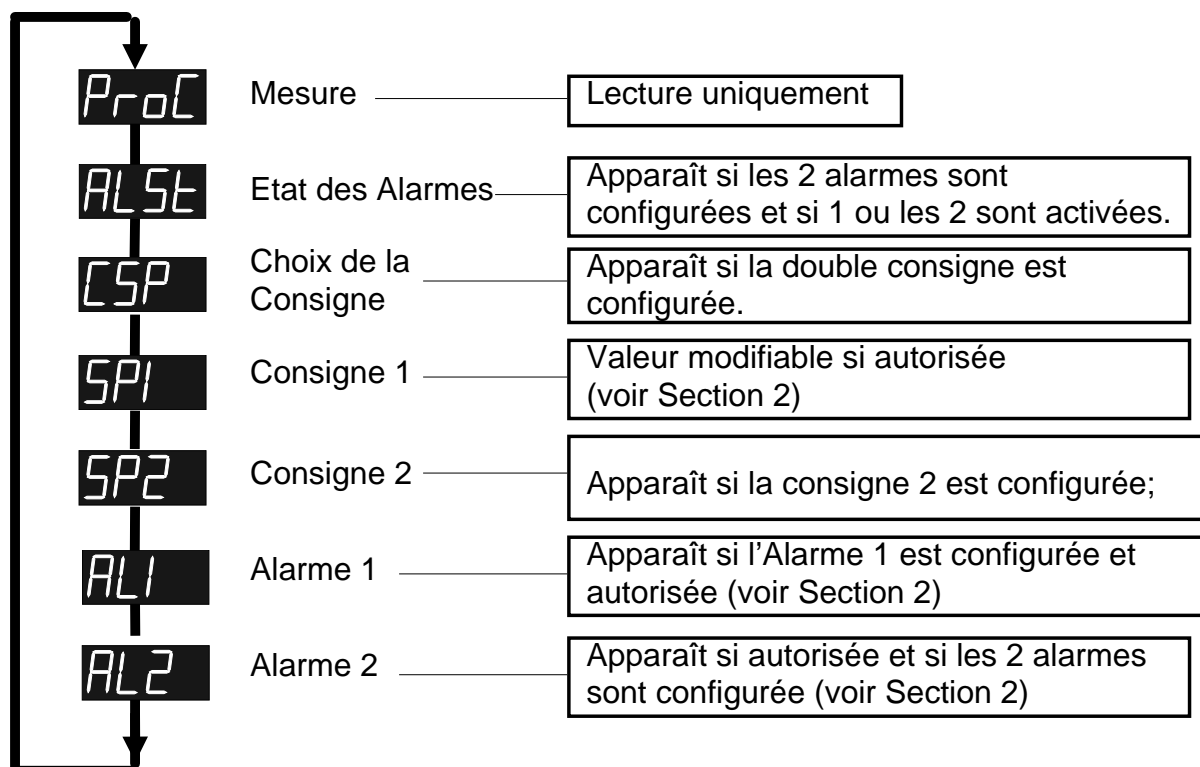 ProC
Mesure
Lecture uniquement
ALSt
Etat des Alarmes
Apparaît si les 2 alarmes sont
configurées et si 1 ou les 2 sont activées.
CSP
Choix de la
Consigne
Apparaît si la double consigne est
configurée.
SP1
Consigne 1
Valeur modifiable si autorisée
(voir Section 2)
SP2
Consigne 2
Apparaît si la consigne 2 est configurée;
AL1
Alarme 1
Apparaît si l’Alarme 1 est configurée et
autorisée (voir Section 2)
AL2
Alarme 2
Apparaît si autorisée et si les 2 alarmes
sont configurée (voir Section 2)